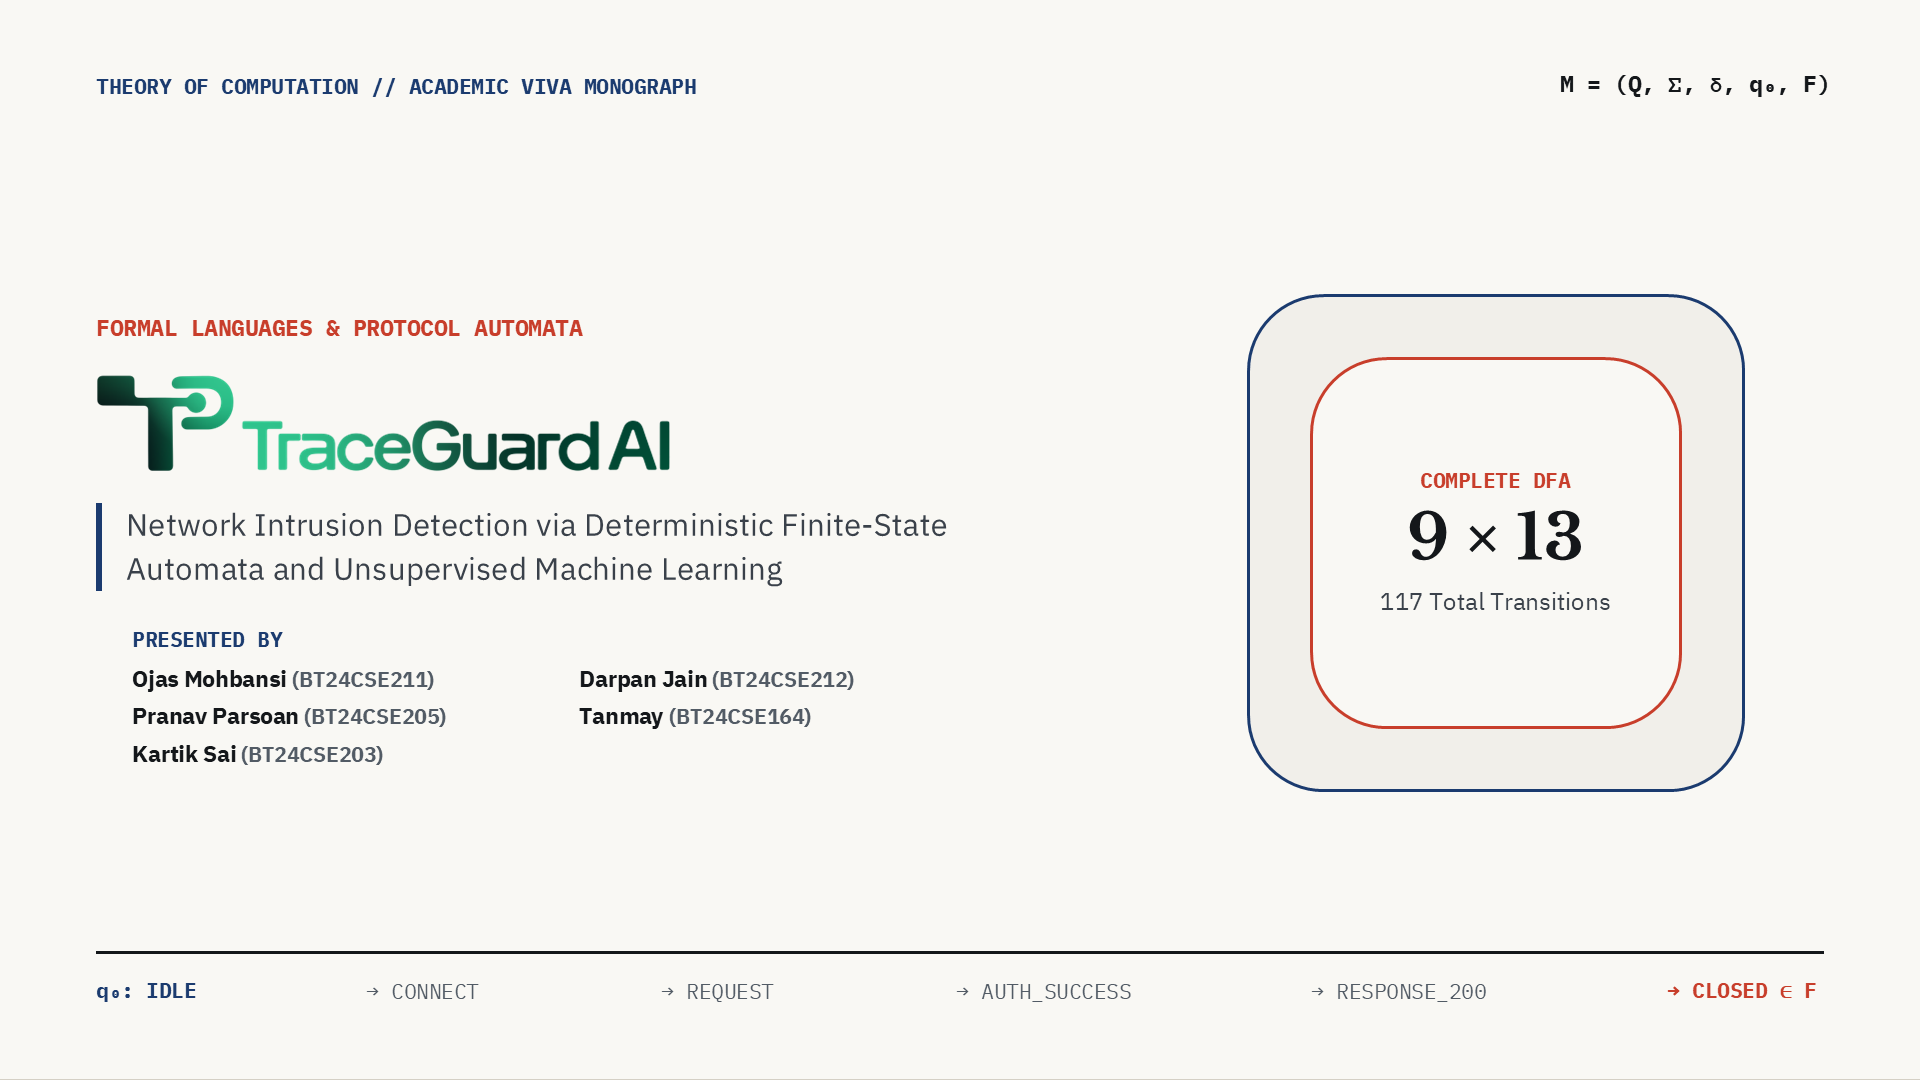 THEORY OF COMPUTATION // ACADEMIC VIVA MONOGRAPH
M = (Q, Σ, δ, q₀, F)
FORMAL LANGUAGES & PROTOCOL AUTOMATA
TraceGuard AI
Network Intrusion Detection via Deterministic Finite-State
Automata and Unsupervised Machine Learning
PRESENTED BY
Ojas Mohbansi (BT24CSE211)
Darpan Jain (BT24CSE212)
Pranav Parsoan (BT24CSE205)
Tanmay (BT24CSE164)
Kartik Sai (BT24CSE203)
COMPLETE DFA
9 × 13
117 Total Transitions
q₀: IDLE → CONNECT → REQUEST → AUTH_SUCCESS → RESPONSE_200 → CLOSED ∈ F